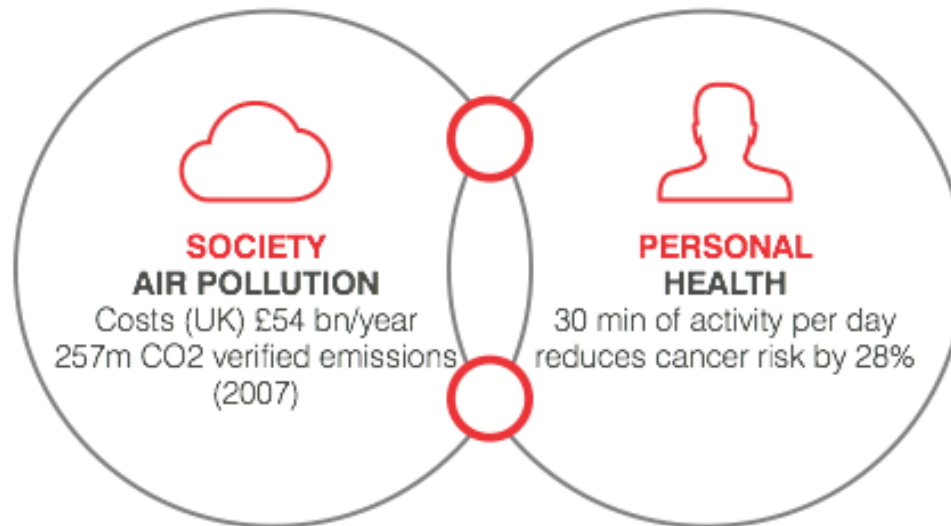 SOCIETY
AIR POLLUTION
Costs (UK) £54 bn/year
257m CO2 verified emissions
(2007)
PERSONAL
HEALTH
30 min of activity per day
reduces cancer risk by 28%